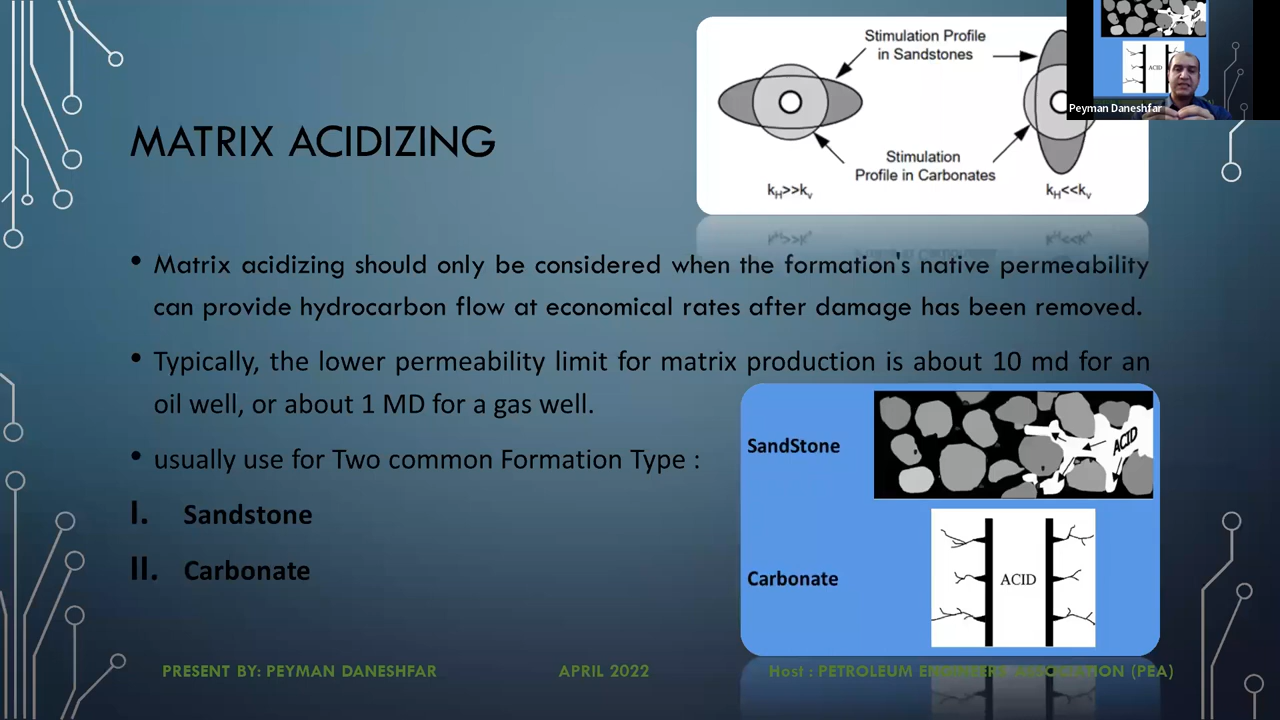 Stimulation Profile
in Sandstones
Peyman Daneshfar
ACID
MATRIX ACIDIZING
Stimulation
Profile in Carbonates
kH>>kv
kH<<kv
• Matrix acidizing should only be considered when the formation's native permeability
can provide hydrocarbon flow at economical rates after damage has been removed.
• Typically, the lower permeability limit for matrix production is about 10 md for an
oil well, or about 1 MD for a gas well.
• usually use for Two common Formation Type :
I. Sandstone
II. Carbonate
SandStone
ACID
Carbonate
ACID
PRESENT BY: PEYMAN DANESHFAR
APRIL 2022
Host : PETROLEUM ENGINEERS ASSOCIATION (PEA)